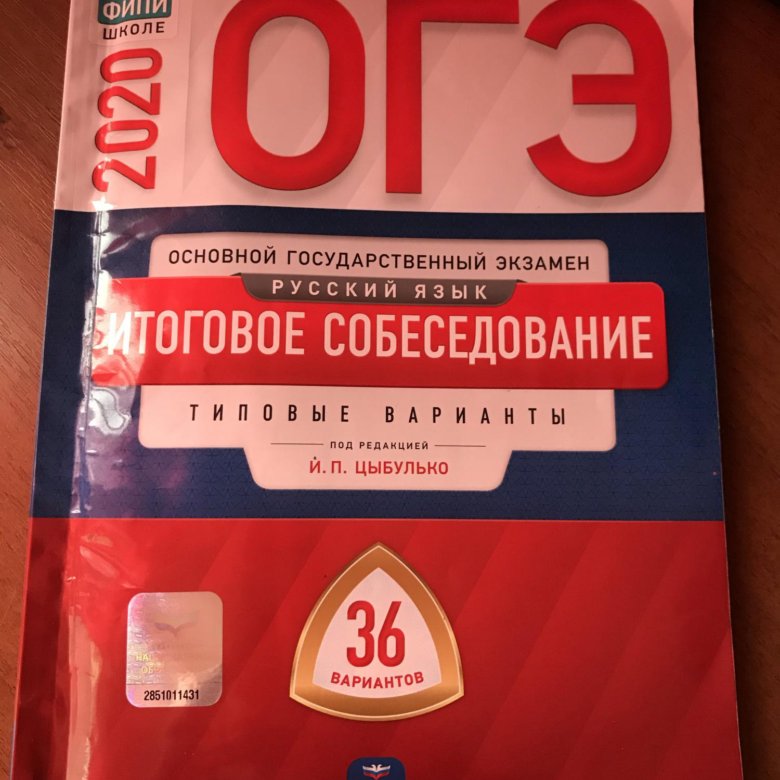 ФИПИ
ШКОЛЕ
2020
ОГЭ
ОСНОВНОЙ ГОСУДАРСТВЕННЫЙ ЭКЗАМЕН
РУССКИЙ ЯЗЫК
ИТОГОВОЕ СОБЕСЕДОВАНИЕ
ТИПОВЫЕ ВАРИАНТЫ
ПОД РЕДАКЦИЕЙ
И. П. ЦЫБУЛЬКО
36
ВАРИАНТОВ
2851011431